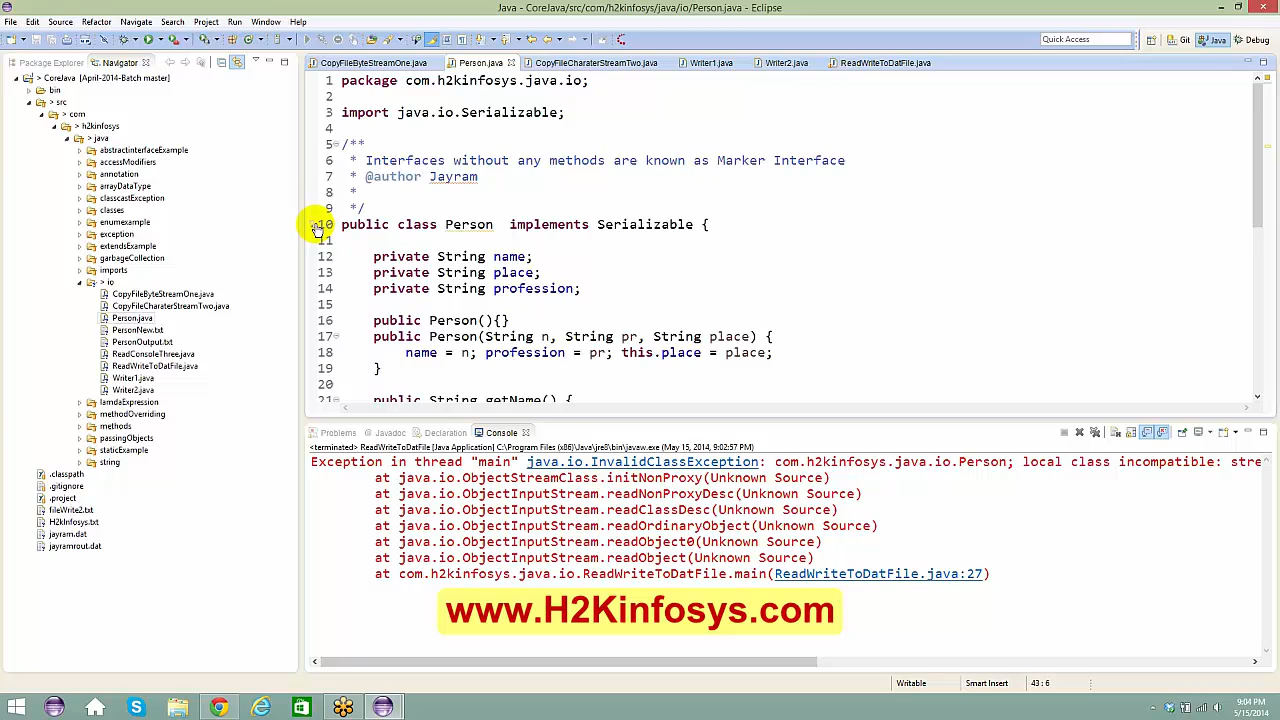 Java - CoreJava/src/com/h2kinfosys/java/io/Person.java - Eclipse
File Edit Source Refactor Navigate Search Project Run Window Help
Quick Access
Git Java Debug
Package Explorer Navigator
CopyFileByteStreamOne.java Person.java CopyFileCharaterStreamTwo.java Writer1.java Writer2.java ReadWriteToDatFile.java
> CoreJava [April-2014-Batch master]
bin
> src
> com
> h2kinfosys
> java
abstractinterfaceExample
accessModifiers
annotation
arrayDataType
classcastException
classes
enumexample
exception
extendsExample
garbageCollection
imports
> io
CopyFileByteStreamOne.java
CopyFileCharaterStreamTwo.java
Person.java
PersonNew.txt
PersonOutput.txt
ReadConsoleThree.java
ReadWriteToDatFile.java
Writer1.java
Writer2.java
lamdaExpression
methodOverriding
methods
passingObjects
staticExample
string
.classpath
.gitignore
.project
fileWrite2.txt
H2kInfosys.txt
jayram.dat
jayramrout.dat
1 package com.h2kinfosys.java.io;
2
3 import java.io.Serializable;
4
5 /**
6 * Interfaces without any methods are known as Marker Interface
7 * @author Jayram
8 *
9 */
10 public class Person implements Serializable {
11
12 private String name;
13 private String place;
14 private String profession;
15
16 public Person(){}
17 public Person(String n, String pr, String place) {
18 name = n; profession = pr; this.place = place;
19 }
20
21 public String getName() {
Problems Javadoc Declaration Console
<terminated> ReadWriteToDatFile [Java Application] C:\Program Files (x86)\Java\jre8\bin\javaw.exe (May 15, 2014, 9:02:57 PM)
Exception in thread "main" java.io.InvalidClassException: com.h2kinfosys.java.io.Person; local class incompatible: stre
at java.io.ObjectStreamClass.initNonProxy(Unknown Source)
at java.io.ObjectInputStream.readNonProxyDesc(Unknown Source)
at java.io.ObjectInputStream.readClassDesc(Unknown Source)
at java.io.ObjectInputStream.readOrdinaryObject(Unknown Source)
at java.io.ObjectInputStream.readObject0(Unknown Source)
at java.io.ObjectInputStream.readObject(Unknown Source)
at com.h2kinfosys.java.io.ReadWriteToDatFile.main(ReadWriteToDatFile.java:27)
www.H2Kinfosys.com
Writable Smart Insert 43 : 6
9:04 PM
5/15/2014